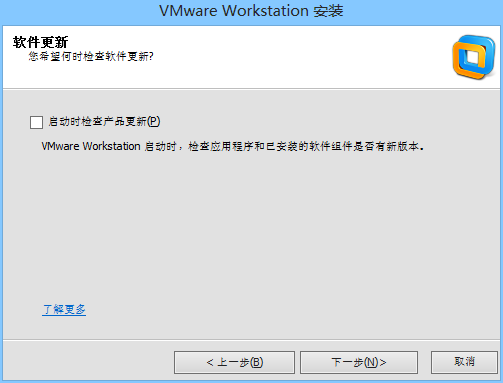 VMware Workstation 安装
软件更新
您希望何时检查软件更新?
启动时检查产品更新(P)
VMware Workstation 启动时，检查应用程序和已安装的软件组件是否有新版本。
了解更多
< 上一步(B)
下一步(N)>
取消